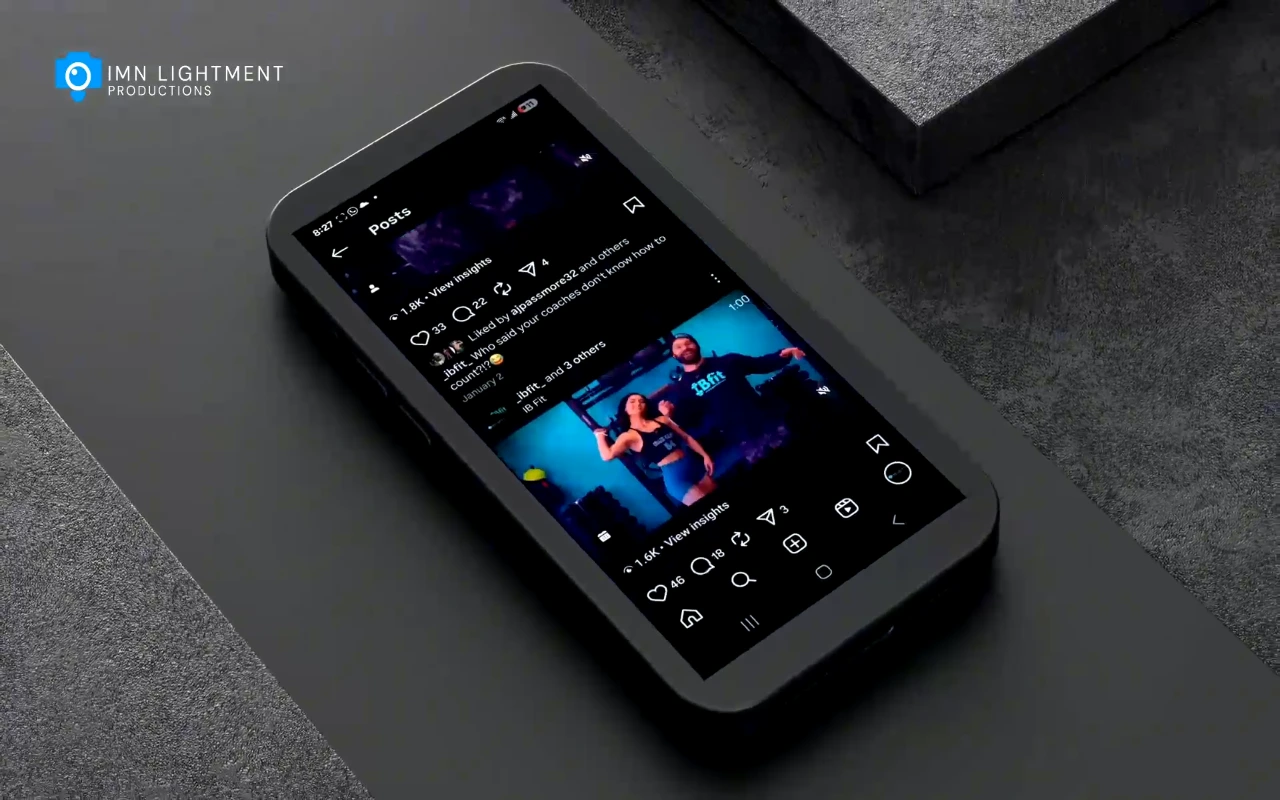 IMN LIGHTMENT
PRODUCTIONS
8:27
11
Posts
1.8K • View insights
33
22
4
Liked by ajpassmore32 and others
_ibfit_ Who said your coaches don't know how to
count?!?😂
January 2
_ibfit_ and 3 others
IB Fit
1:00
IBfit
1.6K • View insights
46
18
3